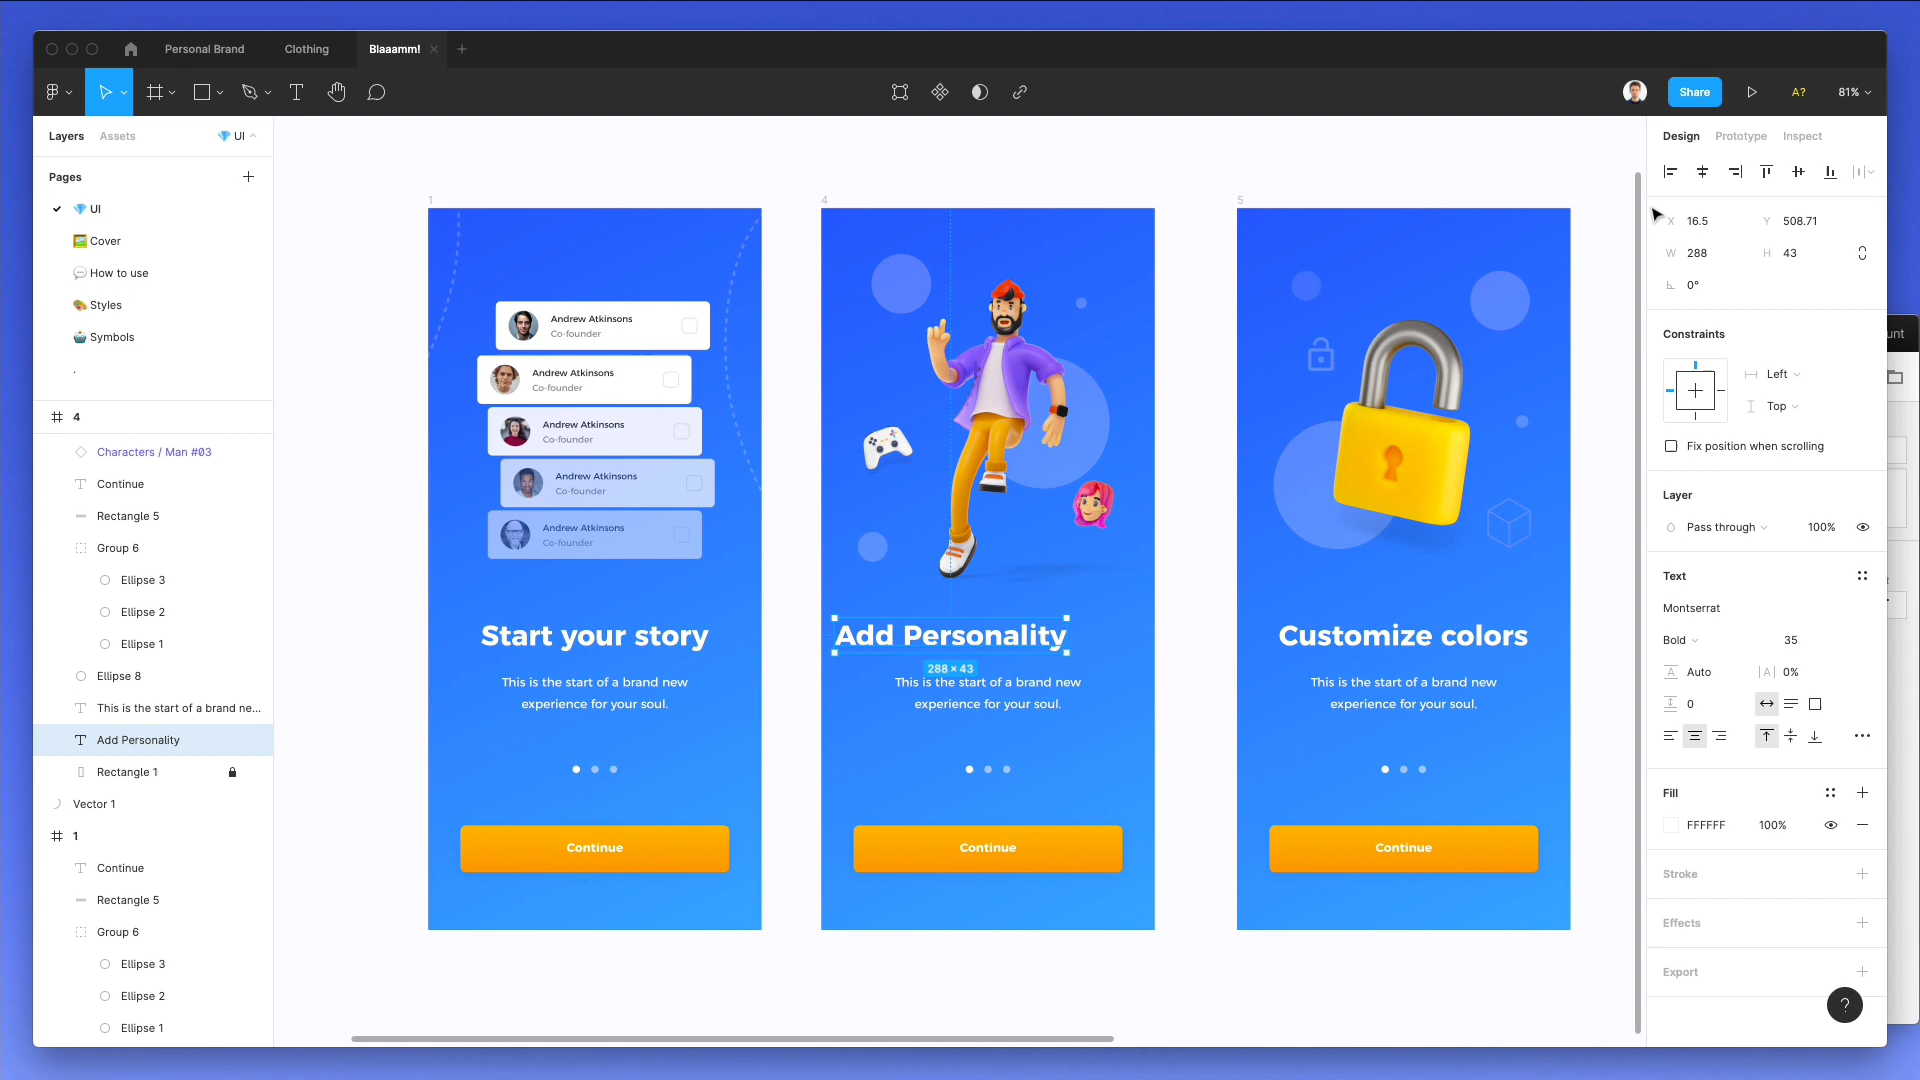 Personal Brand
Clothing
Blaaamm!
Share
A?
81%
Layers
Assets
UI
Pages
UI
Cover
How to use
Styles
Symbols
.
4
Characters / Man #03
Continue
Rectangle 5
Group 6
Ellipse 3
Ellipse 2
Ellipse 1
Ellipse 8
This is the start of a brand ne...
Add Personality
Rectangle 1
Vector 1
1
Continue
Rectangle 5
Group 6
Ellipse 3
Ellipse 2
Ellipse 1
1
Andrew Atkinsons
Co-founder
Andrew Atkinsons
Co-founder
Andrew Atkinsons
Co-founder
Andrew Atkinsons
Co-founder
Andrew Atkinsons
Co-founder
Start your story
This is the start of a brand new
experience for your soul.
Continue
4
Add Personality
288 × 43
This is the start of a brand new
experience for your soul.
Continue
5
Customize colors
This is the start of a brand new
experience for your soul.
Continue
Design
Prototype
Inspect
X 16.5
Y 508.71
W 288
H 43
0°
Constraints
Left
Top
Fix position when scrolling
Layer
Pass through
100%
Text
Montserrat
Bold
35
A Auto
|A| 0%
0
Fill
FFFFFF
100%
Stroke
Effects
Export
?
unt